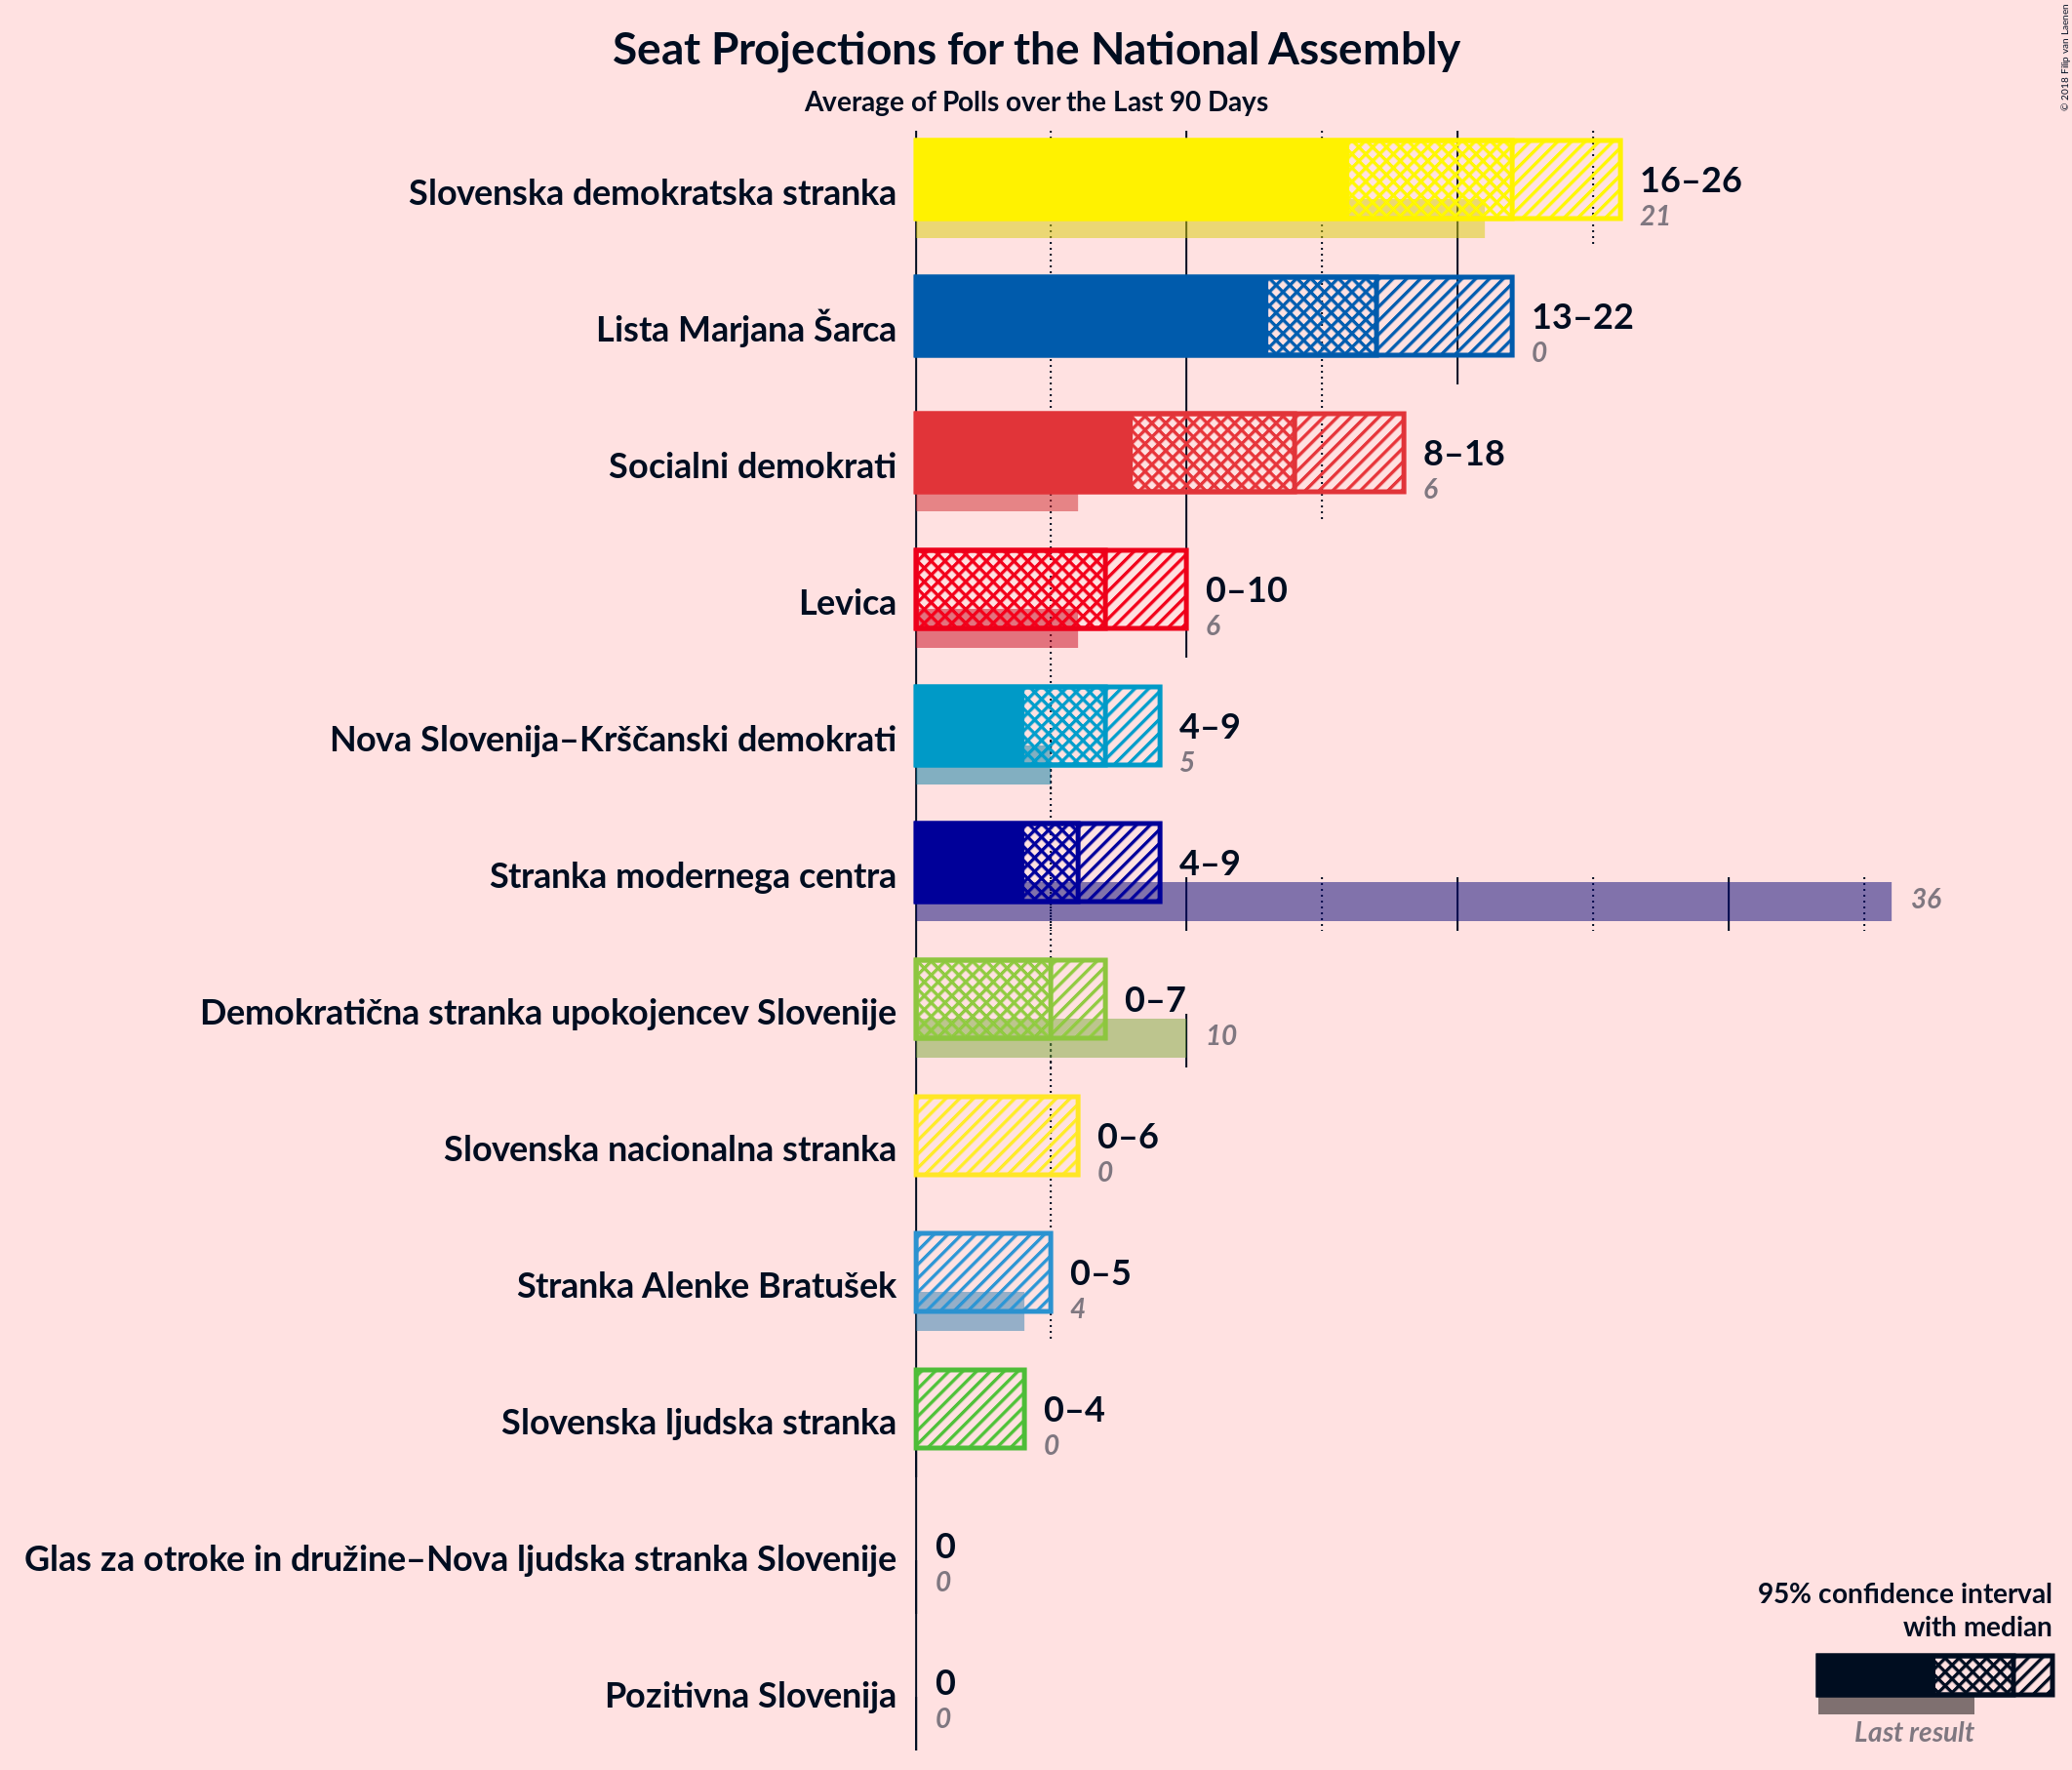 © 2018 Filip van Laenen
Seat Projections for the National Assembly
Average of Polls over the Last 90 Days
Slovenska demokratska stranka
16–26
21
Lista Marjana Šarca
13–22
0
Socialni demokrati
8–18
6
Levica
0–10
6
Nova Slovenija–Krščanski demokrati
4–9
5
Stranka modernega centra
4–9
36
Demokratična stranka upokojencev Slovenije
0–7
10
Slovenska nacionalna stranka
0–6
0
Stranka Alenke Bratušek
0–5
4
Slovenska ljudska stranka
0–4
0
Glas za otroke in družine–Nova ljudska stranka Slovenije
0
0
Pozitivna Slovenija
0
0
95% confidence interval
with median
Last result